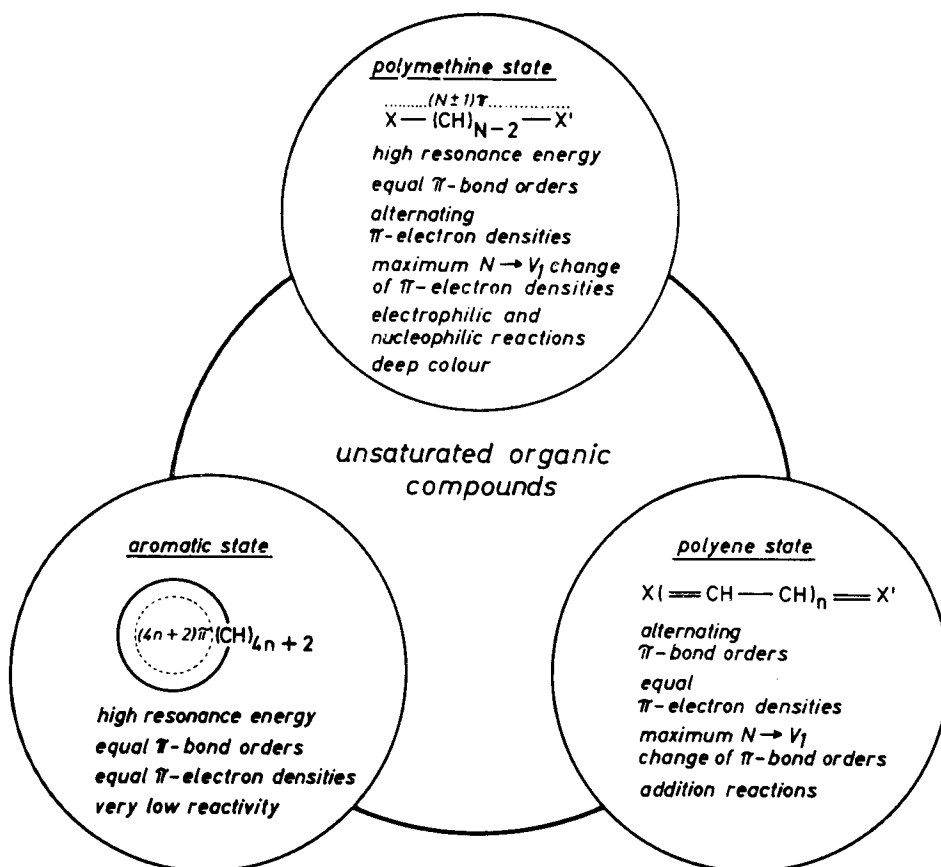 polymethine state
.........(N ± 1)π...............
X — (CH)N-2 — X'
high resonance energy
equal π-bond orders
alternating
π-electron densities
maximum N → V1 change
of π-electron densities
electrophilic and
nucleophilic reactions
deep colour
unsaturated organic
compounds
aromatic state
(4n + 2)π (CH)4n + 2
high resonance energy
equal π-bond orders
equal π-electron densities
very low reactivity
polyene state
X(═CH — CH)n═X'
alternating
π-bond orders
equal
π-electron densities
maximum N → V1
change of π-bond orders
addition reactions